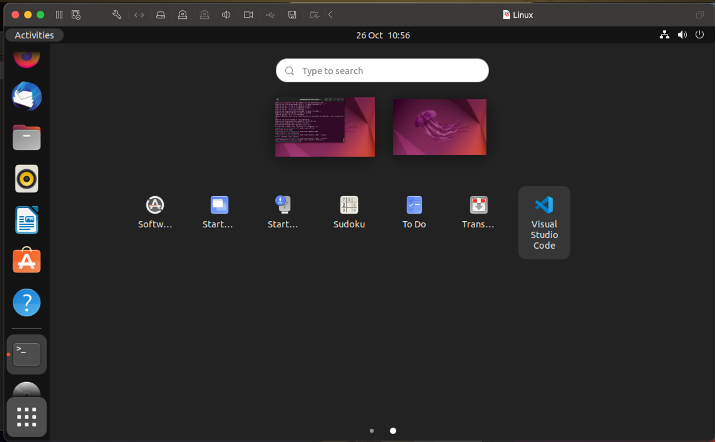 Linux
Activities
26 Oct 10:56
Type to search
Softw...
Start...
Start...
Sudoku
To Do
Trans...
Visual
Studio
Code